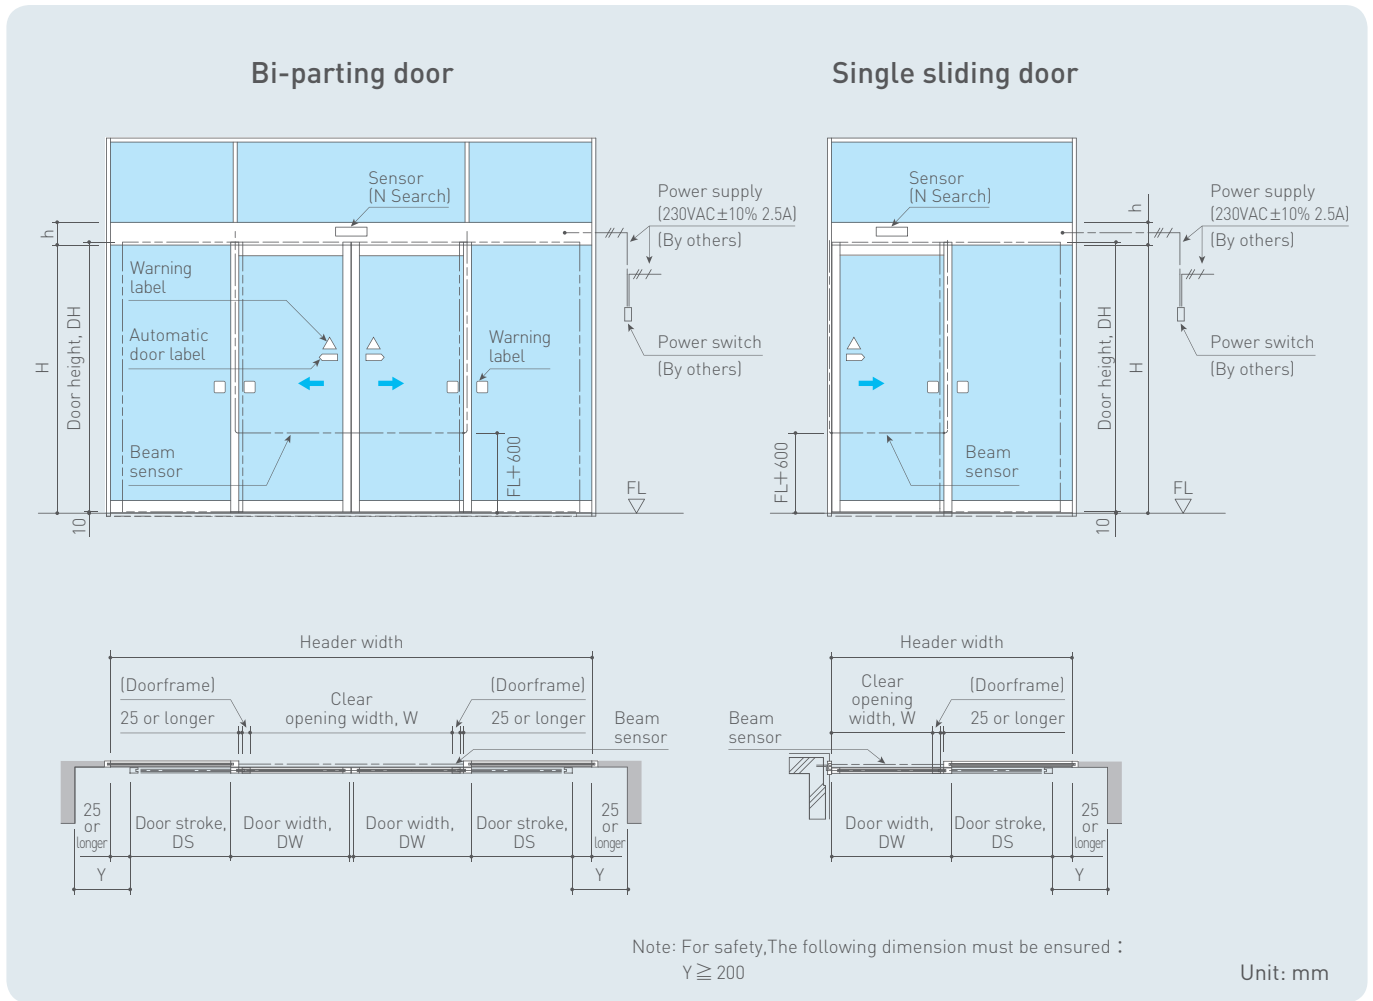 Bi-parting door
Single sliding door
Sensor
(N Search)
Power supply
(230VAC±10% 2.5A)
(By others)
h
Warning
label
Automatic
door label
Warning
label
Power switch
(By others)
H
Door height, DH
Beam
sensor
FL+600
FL
10
Sensor
(N Search)
h
Power supply
(230VAC±10% 2.5A)
(By others)
Power switch
(By others)
Door height, DH
H
FL+600
Beam
sensor
FL
10
Header width
(Doorframe)
25 or longer
Clear
opening width, W
(Doorframe)
25 or longer
Beam
sensor
25
or
longer
Door stroke,
DS
Door width,
DW
Door width,
DW
Door stroke,
DS
25
or
longer
Y
Y
Header width
Clear
opening
width, W
(Doorframe)
25 or longer
Beam
sensor
Door width,
DW
Door stroke,
DS
25
or
longer
Y
Note: For safety,The following dimension must be ensured：
Y≧200
Unit: mm